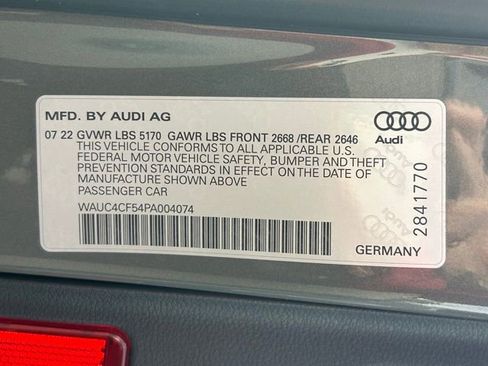 MFD. BY AUDI AG
07 22 GVWR LBS 5170 GAWR LBS FRONT 2668 /REAR 2646
THIS VEHICLE CONFORMS TO ALL APPLICABLE U.S.
FEDERAL MOTOR VEHICLE SAFETY, BUMPER AND THEFT
PREVENTION STANDARDS IN EFFECT ON THE DATE OF
MANUFACTURE SHOWN ABOVE
PASSENGER CAR
WAUC4CF54PA004074
Audi
2841770
GERMANY